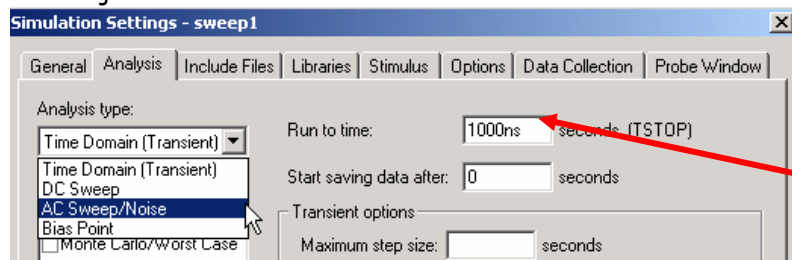 Simulation Settings - sweep1
General Analysis Include Files Libraries Stimulus Options Data Collection Probe Window
Analysis type:
Time Domain (Transient)
Time Domain (Transient)
DC Sweep
AC Sweep/Noise
Bias Point
Monte Carlo/Worst Case
Run to time: 1000ns seconds (TSTOP)
Start saving data after: 0 seconds
Transient options
Maximum step size: seconds